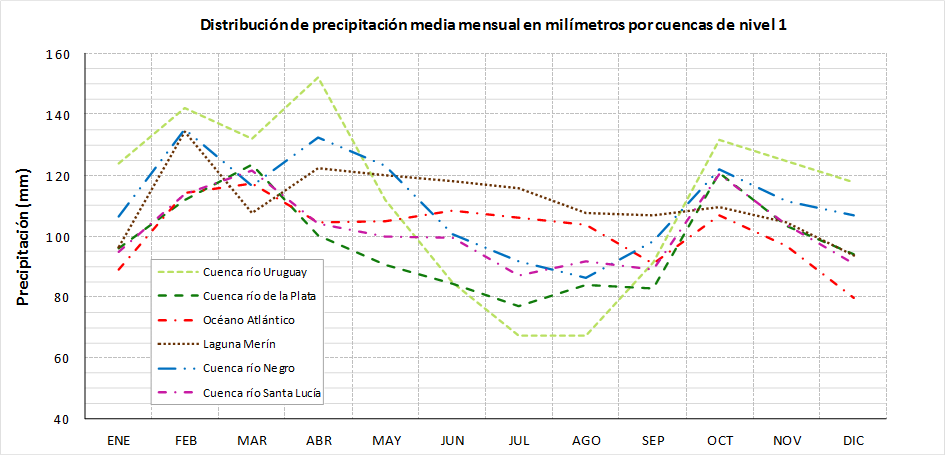 Distribución de precipitación media mensual en milímetros por cuencas de nivel 1
Precipitación (mm)
160
140
120
100
80
60
40
Cuenca río Uruguay
Cuenca río de la Plata
Océano Atlántico
Laguna Merín
Cuenca río Negro
Cuenca río Santa Lucía
ENE FEB MAR ABR MAY JUN JUL AGO SEP OCT NOV DIC